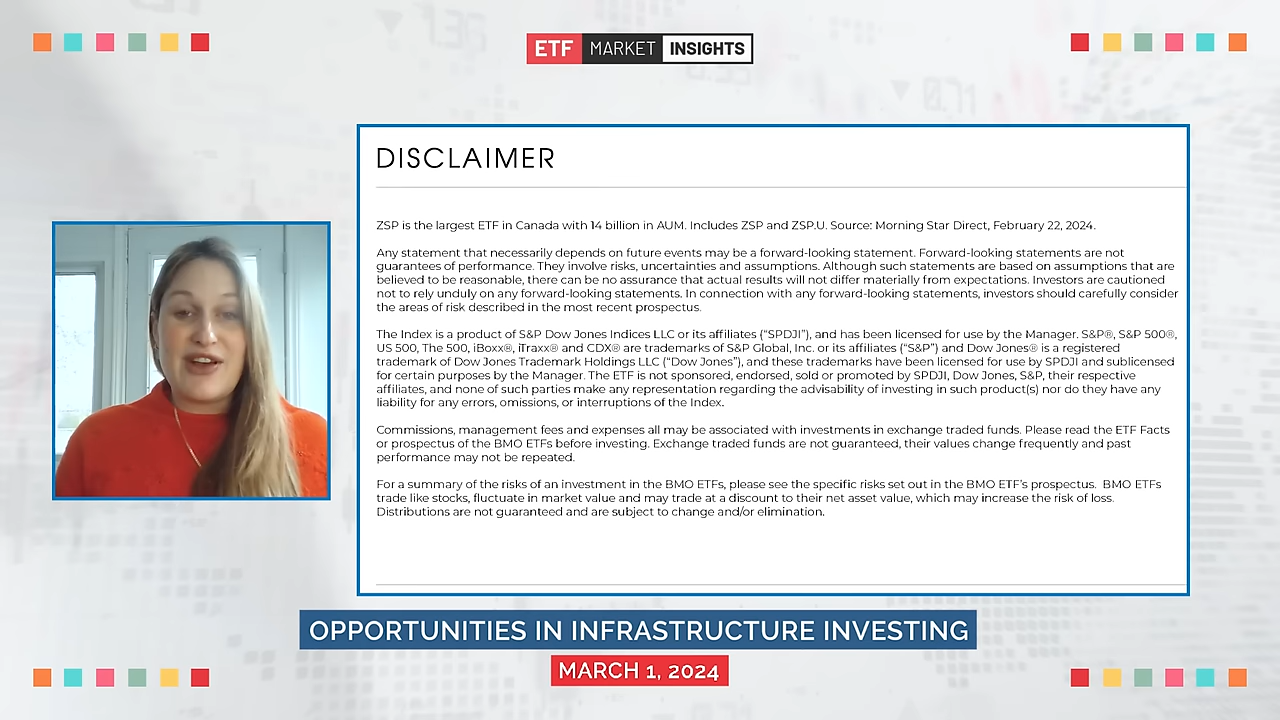 ETF MARKET INSIGHTS
DISCLAIMER
ZSP is the largest ETF in Canada with 14 billion in AUM. Includes ZSP and ZSP.U. Source: Morning Star Direct, February 22, 2024.
Any statement that necessarily depends on future events may be a forward-looking statement. Forward-looking statements are not
guarantees of performance. They involve risks, uncertainties and assumptions. Although such statements are based on assumptions that are
believed to be reasonable, there can be no assurance that actual results will not differ materially from expectations. Investors are cautioned
not to rely unduly on any forward-looking statements. In connection with any forward-looking statements, investors should carefully consider
the areas of risk described in the most recent prospectus.
The Index is a product of S&P Dow Jones Indices LLC or its affiliates (“SPDJI”), and has been licensed for use by the Manager. S&P®, S&P 500®,
US 500, The 500, iBoxx®, iTraxx® and CDX® are trademarks of S&P Global, Inc. or its affiliates (“S&P”) and Dow Jones® is a registered
trademark of Dow Jones Trademark Holdings LLC (“Dow Jones”), and these trademarks have been licensed for use by SPDJI and sublicensed
for certain purposes by the Manager. The ETF is not sponsored, endorsed, sold or promoted by SPDJI, Dow Jones, S&P, their respective
affiliates, and none of such parties make any representation regarding the advisability of investing in such product(s) nor do they have any
liability for any errors, omissions, or interruptions of the Index.
Commissions, management fees and expenses all may be associated with investments in exchange traded funds. Please read the ETF Facts
or prospectus of the BMO ETFs before investing. Exchange traded funds are not guaranteed, their values change frequently and past
performance may not be repeated.
For a summary of the risks of an investment in the BMO ETFs, please see the specific risks set out in the BMO ETF’s prospectus. BMO ETFs
trade like stocks, fluctuate in market value and may trade at a discount to their net asset value, which may increase the risk of loss.
Distributions are not guaranteed and are subject to change and/or elimination.
OPPORTUNITIES IN INFRASTRUCTURE INVESTING
MARCH 1, 2024